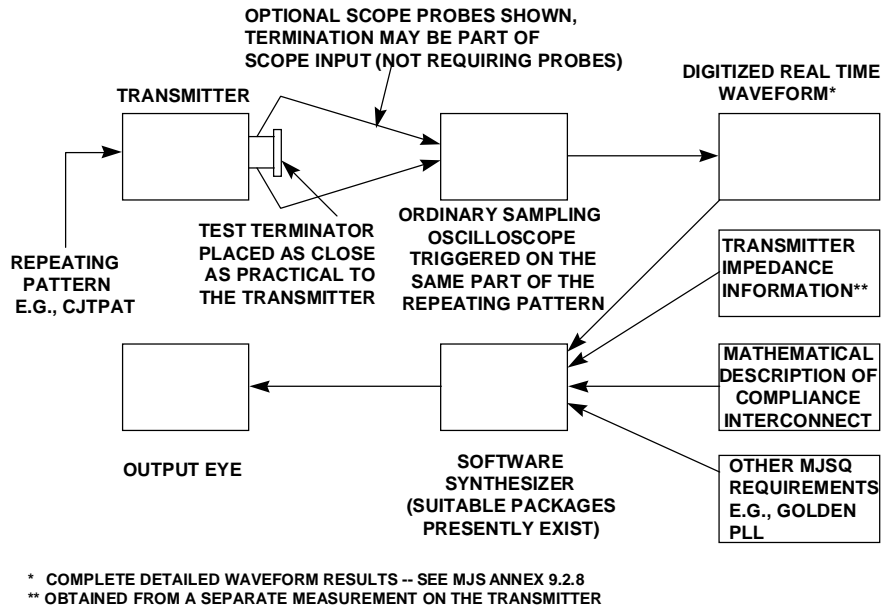 OPTIONAL SCOPE PROBES SHOWN,
TERMINATION MAY BE PART OF
SCOPE INPUT (NOT REQUIRING PROBES)
TRANSMITTER
DIGITIZED REAL TIME
WAVEFORM*
REPEATING
PATTERN
E.G., CJTPAT
TEST TERMINATOR
PLACED AS CLOSE
AS PRACTICAL TO
THE TRANSMITTER
ORDINARY SAMPLING
OSCILLOSCOPE
TRIGGERED ON THE
SAME PART OF THE
REPEATING PATTERN
TRANSMITTER
IMPEDANCE
INFORMATION**
MATHEMATICAL
DESCRIPTION OF
COMPLIANCE
INTERCONNECT
OTHER MJSQ
REQUIREMENTS
E.G., GOLDEN
PLL
OUTPUT EYE
SOFTWARE
SYNTHESIZER
(SUITABLE PACKAGES
PRESENTLY EXIST)
* COMPLETE DETAILED WAVEFORM RESULTS -- SEE MJS ANNEX 9.2.8
** OBTAINED FROM A SEPARATE MEASUREMENT ON THE TRANSMITTER